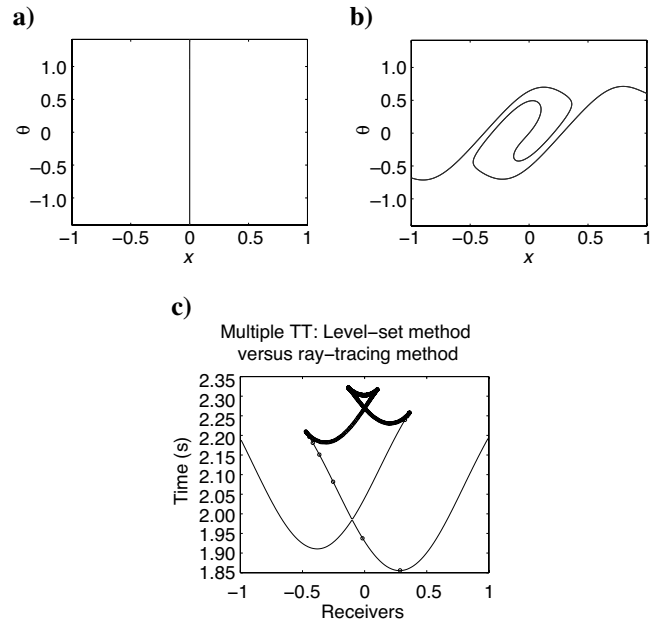 a)
1.0
0.5
0
−0.5
−1.0
θ
−1 −0.5 0 0.5 1
x
b)
1.0
0.5
0
−0.5
−1.0
θ
−1 −0.5 0 0.5 1
x
c)
Multiple TT: Level−set method
versus ray−tracing method
2.35
2.30
2.25
2.20
2.15
2.10
2.05
2.00
1.95
1.90
1.85
Time (s)
−1 −0.5 0 0.5 1
Receivers